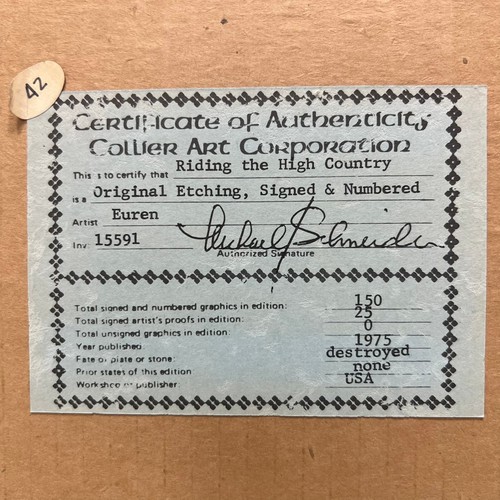 42
Certificate of Authenticity
Collier Art Corporation
This is to certify that Riding the High Country
is a Original Etching, Signed & Numbered
Artist Euren
Inv. 15591 Michael J Schneider
Authorized Signature
Total signed and numbered graphics in edition: 150
Total signed artist's proofs in edition: 25
Total unsigned graphics in edition: 0
Year published 1975
Fate of plate or stone: destroyed
Prior states of this edition none
Workshop or publisher USA